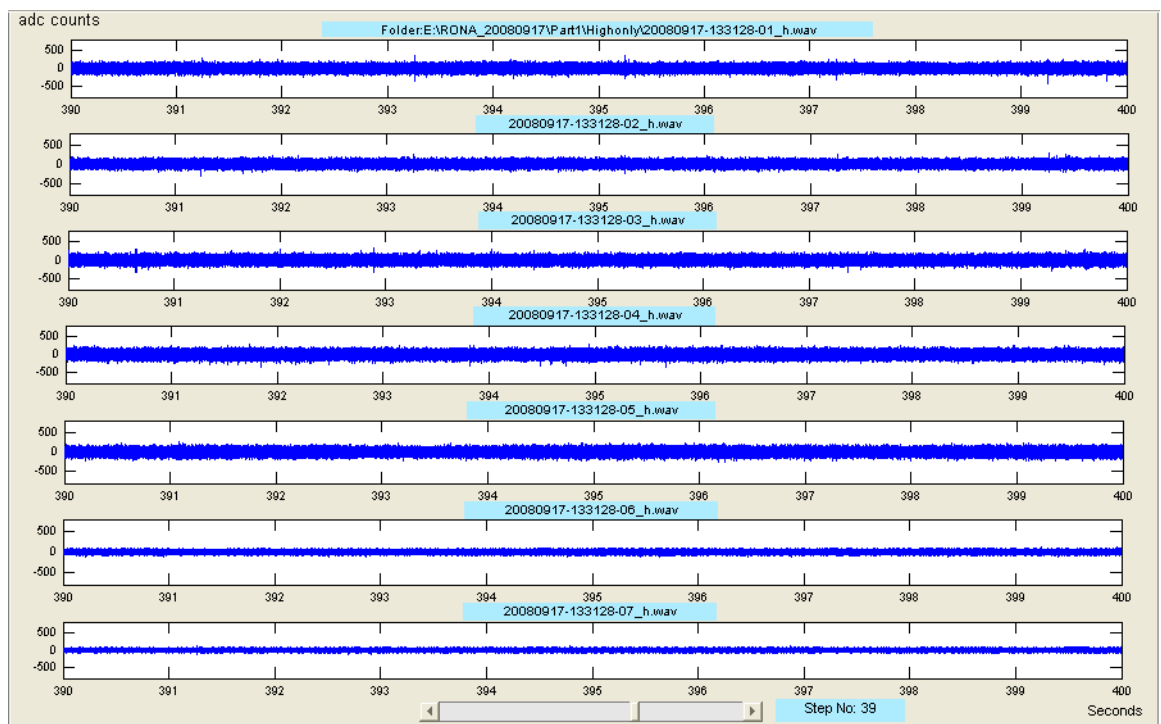 adc counts
Folder:E:\RONA_20080917\Part1\Highonly\20080917-133128-01_h.wav
500
0
-500
390 391 392 393 394 395 396 397 398 399 400
20080917-133128-02_h.wav
500
0
-500
390 391 392 393 394 395 396 397 398 399 400
20080917-133128-03_h.wav
500
0
-500
390 391 392 393 394 395 396 397 398 399 400
20080917-133128-04_h.wav
500
0
-500
390 391 392 393 394 395 396 397 398 399 400
20080917-133128-05_h.wav
500
0
-500
390 391 392 393 394 395 396 397 398 399 400
20080917-133128-06_h.wav
500
0
-500
390 391 392 393 394 395 396 397 398 399 400
20080917-133128-07_h.wav
500
0
-500
390 391 392 393 394 395 396 397 398 399 400
Step No: 39
Seconds